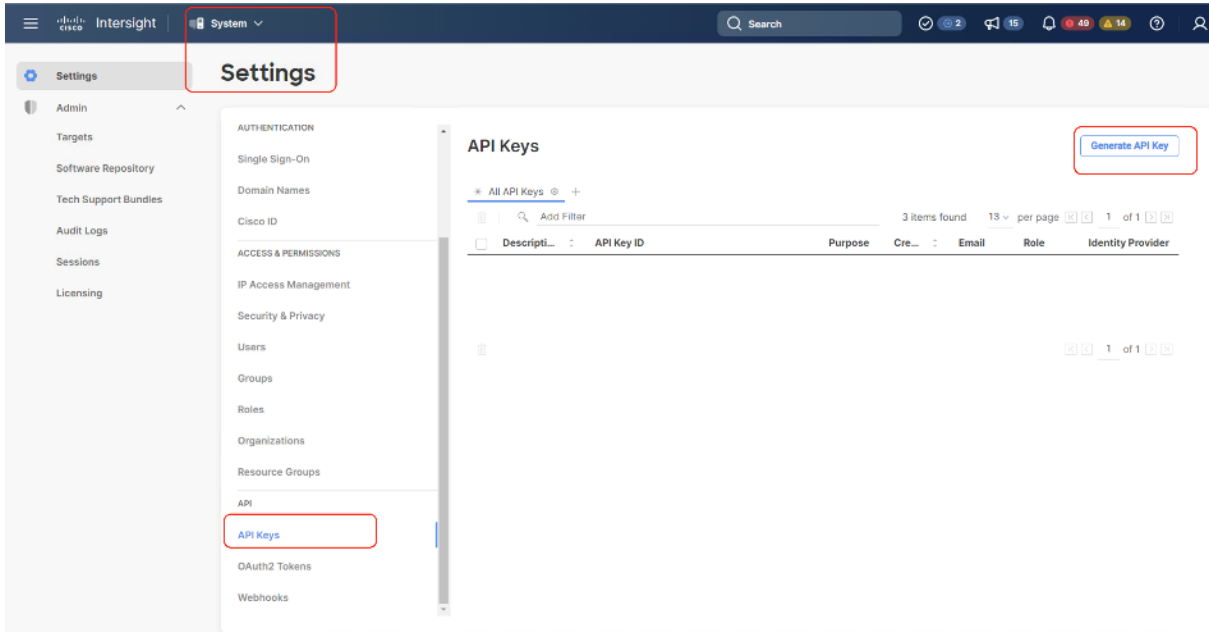 cisco Intersight System Search 2 15 49 14
Settings
Admin
Targets
Software Repository
Tech Support Bundles
Audit Logs
Sessions
Licensing
Settings
AUTHENTICATION
Single Sign-On
Domain Names
Cisco ID
ACCESS & PERMISSIONS
IP Access Management
Security & Privacy
Users
Groups
Roles
Organizations
Resource Groups
API
API Keys
OAuth2 Tokens
Webhooks
API Keys Generate API Key
All API Keys
Add Filter 3 items found 13 per page 1 of 1
Descripti... API Key ID Purpose Cre... Email Role Identity Provider
1 of 1